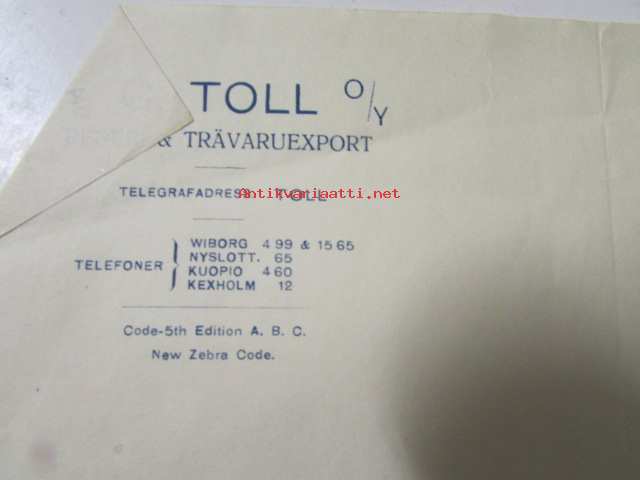 TOLL O/Y
& TRÄVARUEXPORT
TELEGRAFADRESS TOLL
Antikvariaatti.net
TELEFONER
WIBORG 4 99 & 15 65
NYSLOTT. 65
KUOPIO 4 60
KEXHOLM 12
Code-5th Edition A. B. C.
New Zebra Code.